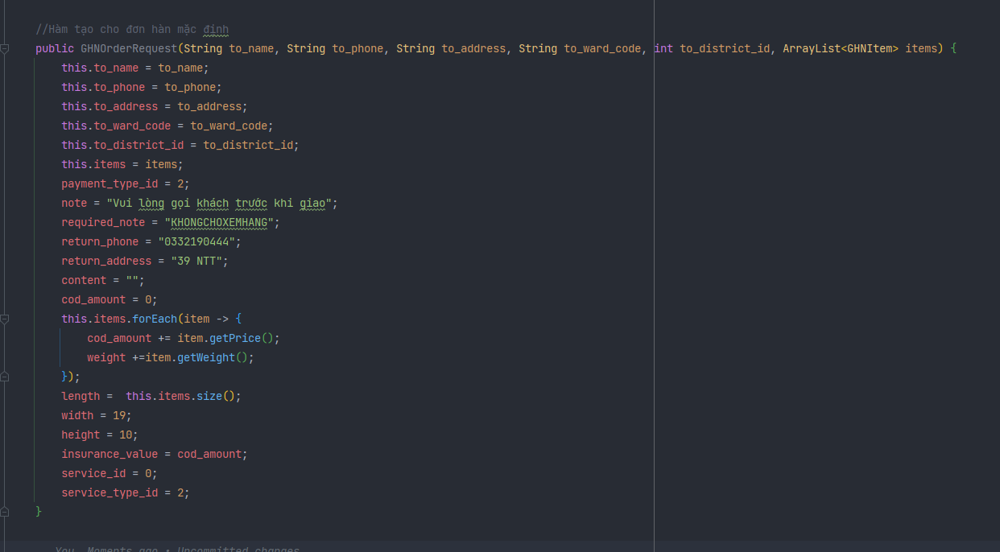 //Hàm tạo cho đơn hàn mặc định
public GHNOrderRequest(String to_name, String to_phone, String to_address, String to_ward_code, int to_district_id, ArrayList<GHNItem> items) {
this.to_name = to_name;
this.to_phone = to_phone;
this.to_address = to_address;
this.to_ward_code = to_ward_code;
this.to_district_id = to_district_id;
this.items = items;
payment_type_id = 2;
note = "Vui lòng gọi khách trước khi giao";
required_note = "KHONGCHOXEMHANG";
return_phone = "0332190444";
return_address = "39 NTT";
content = "";
cod_amount = 0;
this.items.forEach(item -> {
cod_amount += item.getPrice();
weight +=item.getWeight();
});
length =  this.items.size();
width = 19;
height = 10;
insurance_value = cod_amount;
service_id = 0;
service_type_id = 2;
}
You, Moments ago • Uncommitted changes